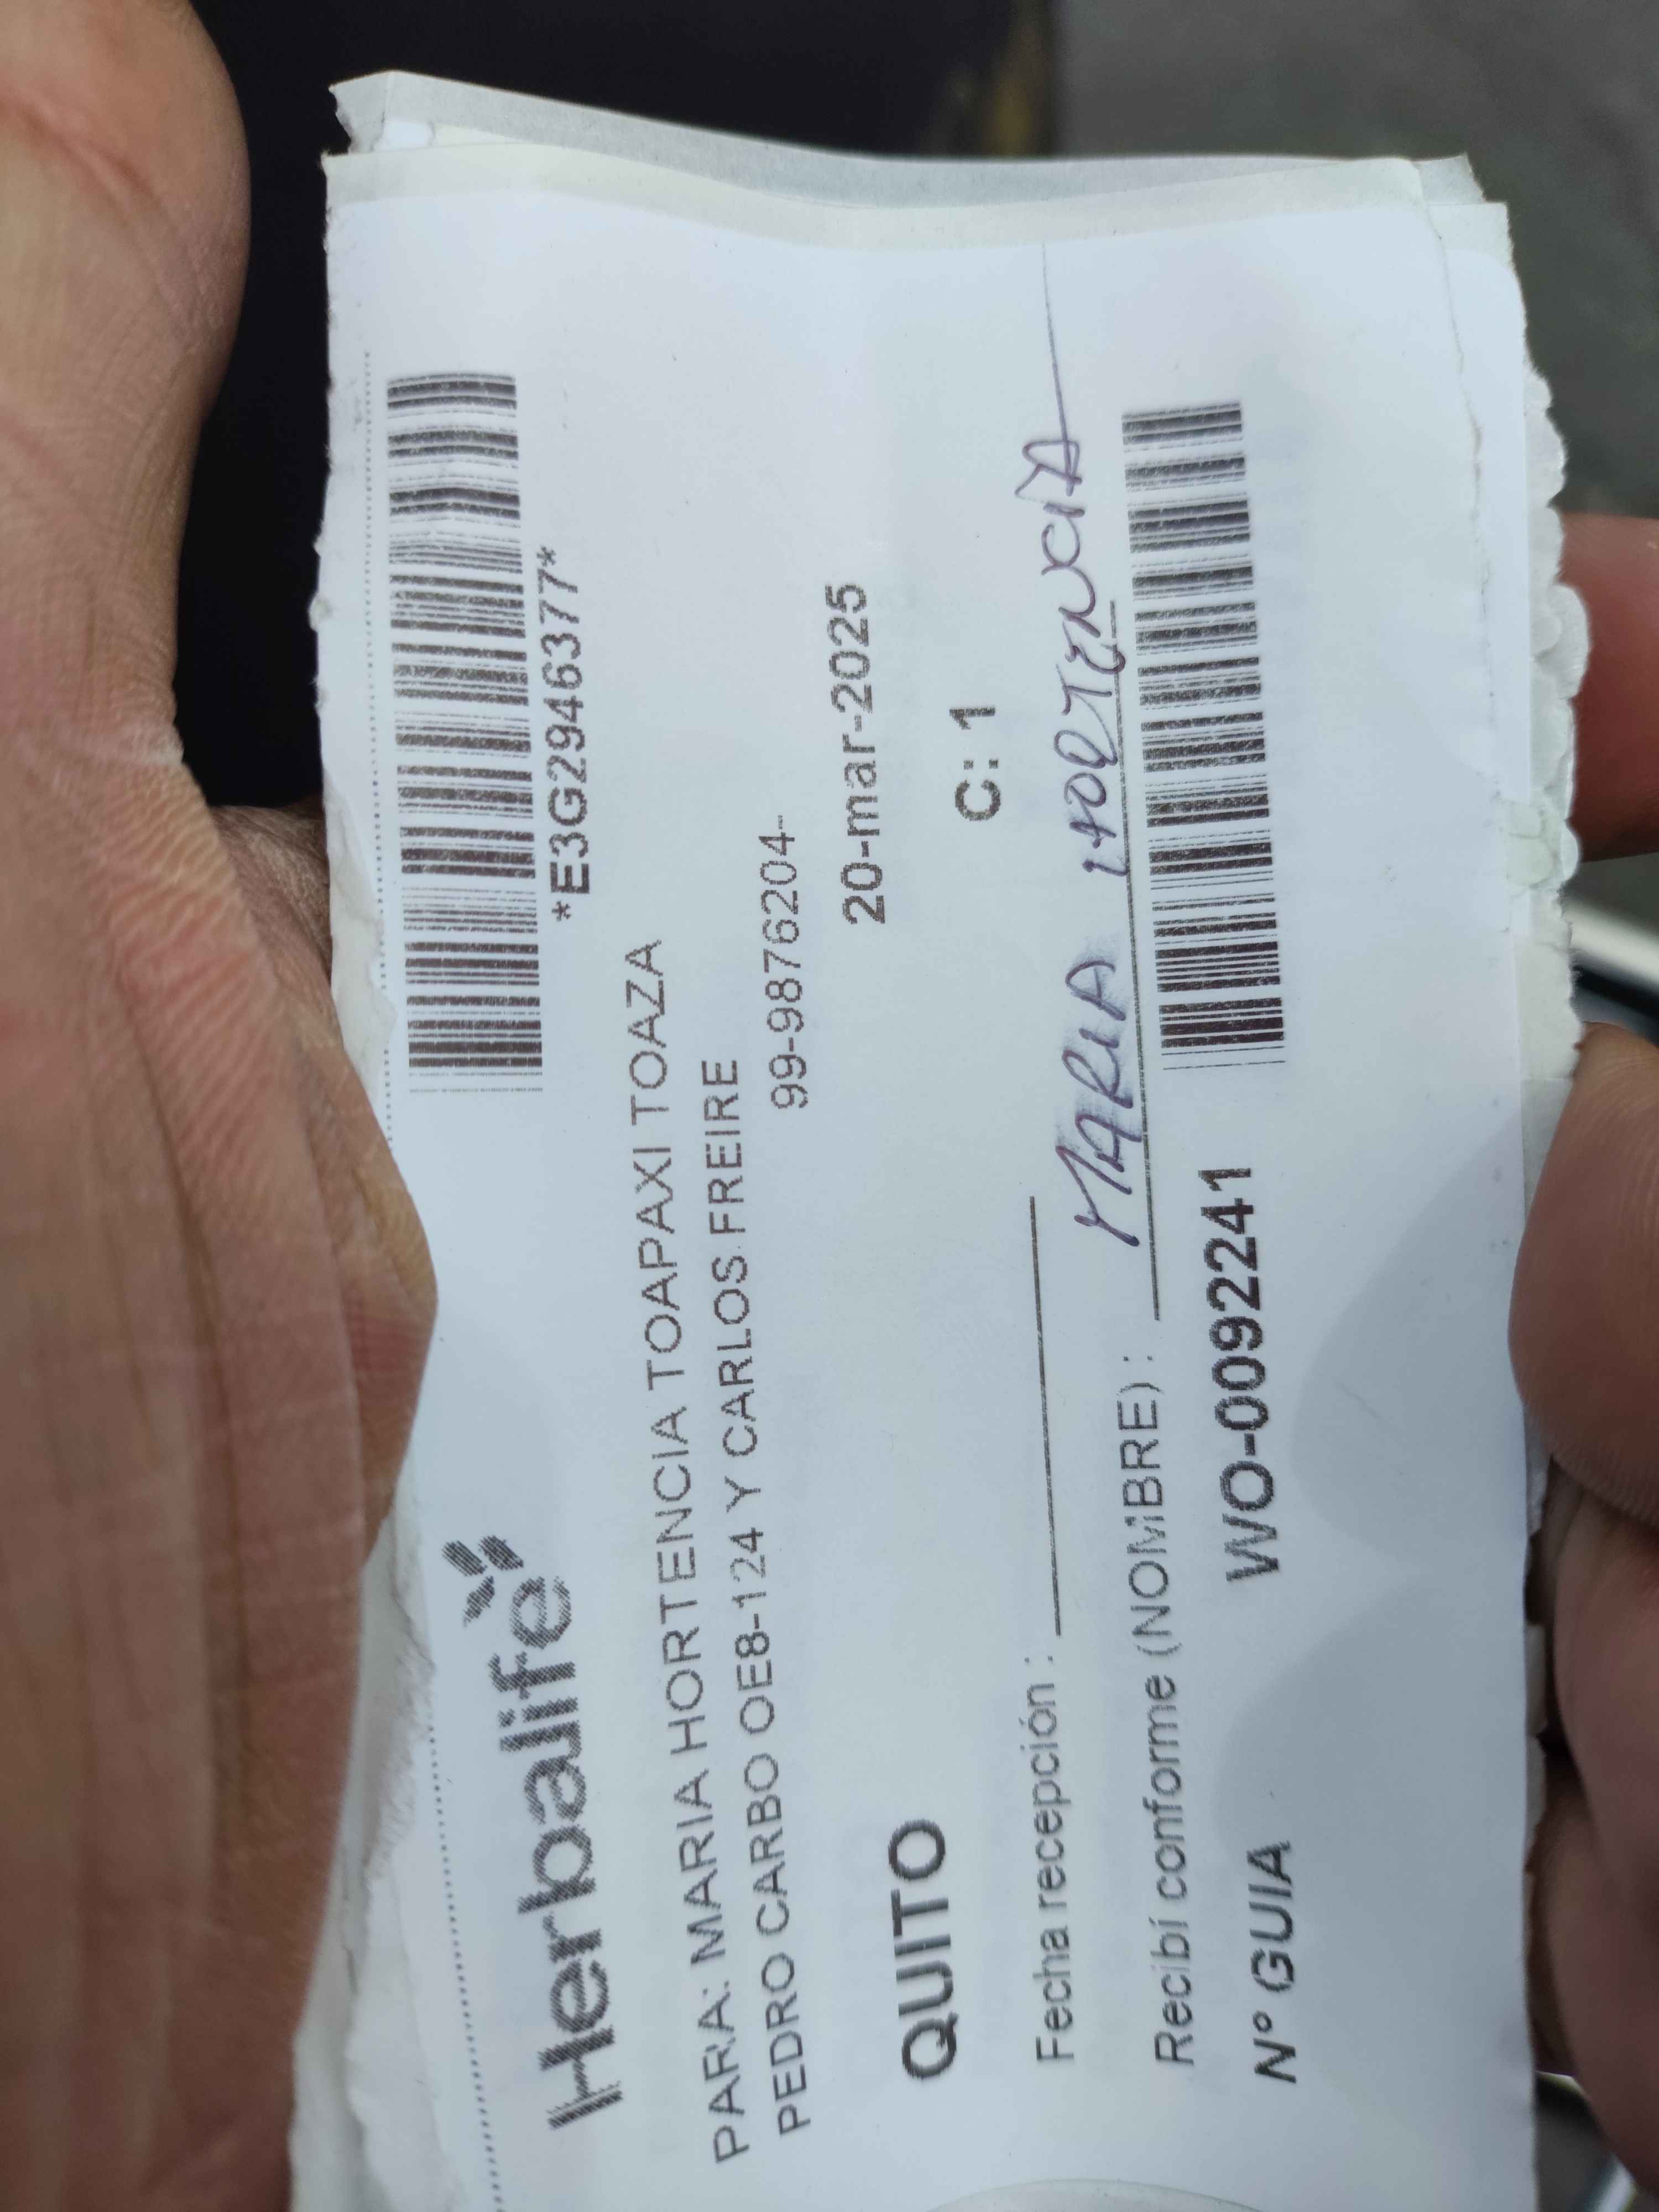 Herbalife
*E3G2946377*
PARA: MARIA HORTENCIA TOAPAXI TOAZA
PEDRO CARBO OE8-124 Y CARLOS FREIRE
99-9876204-
20-mar-2025
QUITO
C: 1
Fecha recepción :
Recibí conforme (NOMBRE) : MARIA HORTENCIA
Nº GUIA WO-0092241